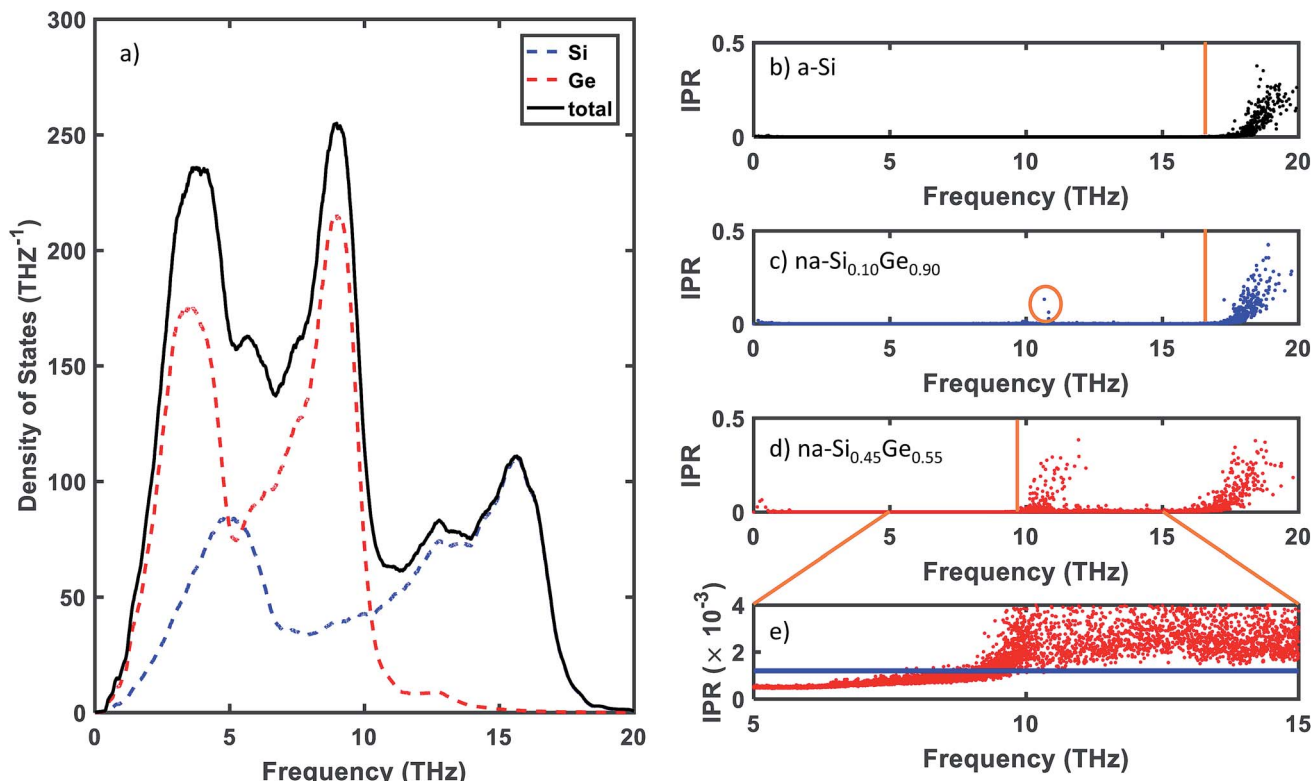 a)
Si
Ge
total
300
250
200
150
100
50
0
0 5 10 15 20
Density of States (THZ⁻¹)
Frequency (THz)
b) a-Si
0.5
0
0 5 10 15 20
IPR
Frequency (THz)
c) na-Si₀.₁₀Ge₀.₉₀
0.5
0
0 5 10 15 20
IPR
Frequency (THz)
d) na-Si₀.₄₅Ge₀.₅₅
0.5
0
0 5 10 15 20
IPR
Frequency (THz)
e)
4
2
0
5 10 15
IPR (× 10⁻³)
Frequency (THz)